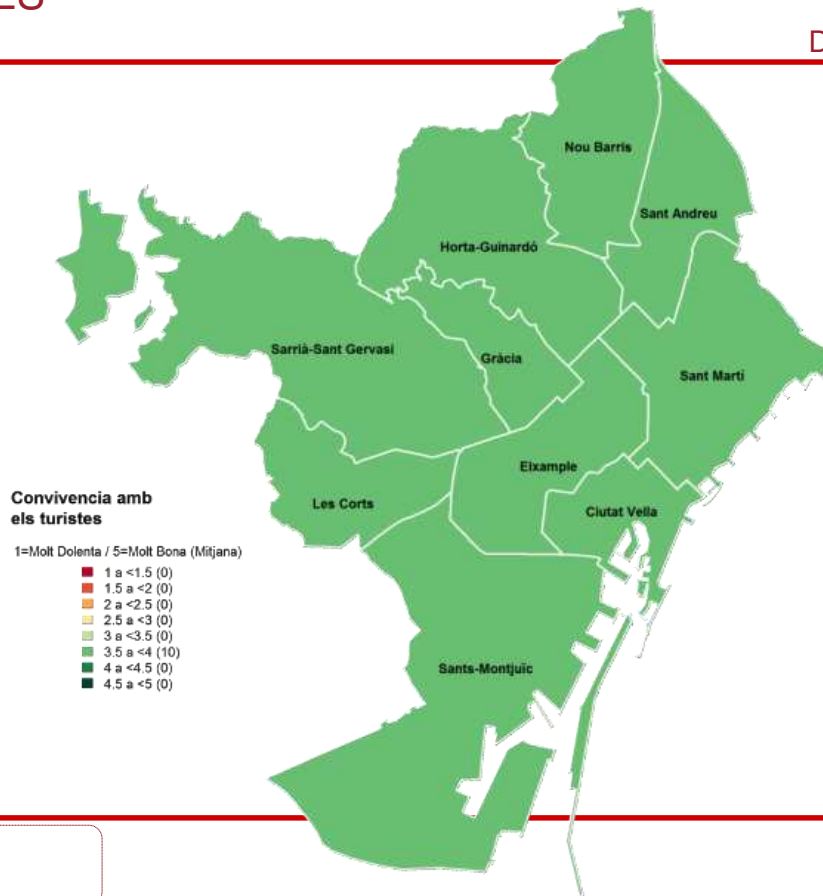 D
Nou Barris
Sant Andreu
Horta-Guinardó
Sarrià-Sant Gervasi
Gràcia
Sant Martí
Eixample
Les Corts
Ciutat Vella
Convivencia amb
els turistes
1=Molt Dolenta / 5=Molt Bona (Mitjana)
1 a <1.5 (0)
1.5 a <2 (0)
2 a <2.5 (0)
2.5 a <3 (0)
3 a <3.5 (0)
3.5 a <4 (10)
4 a <4.5 (0)
4.5 a <5 (0)
Sants-Montjuïc